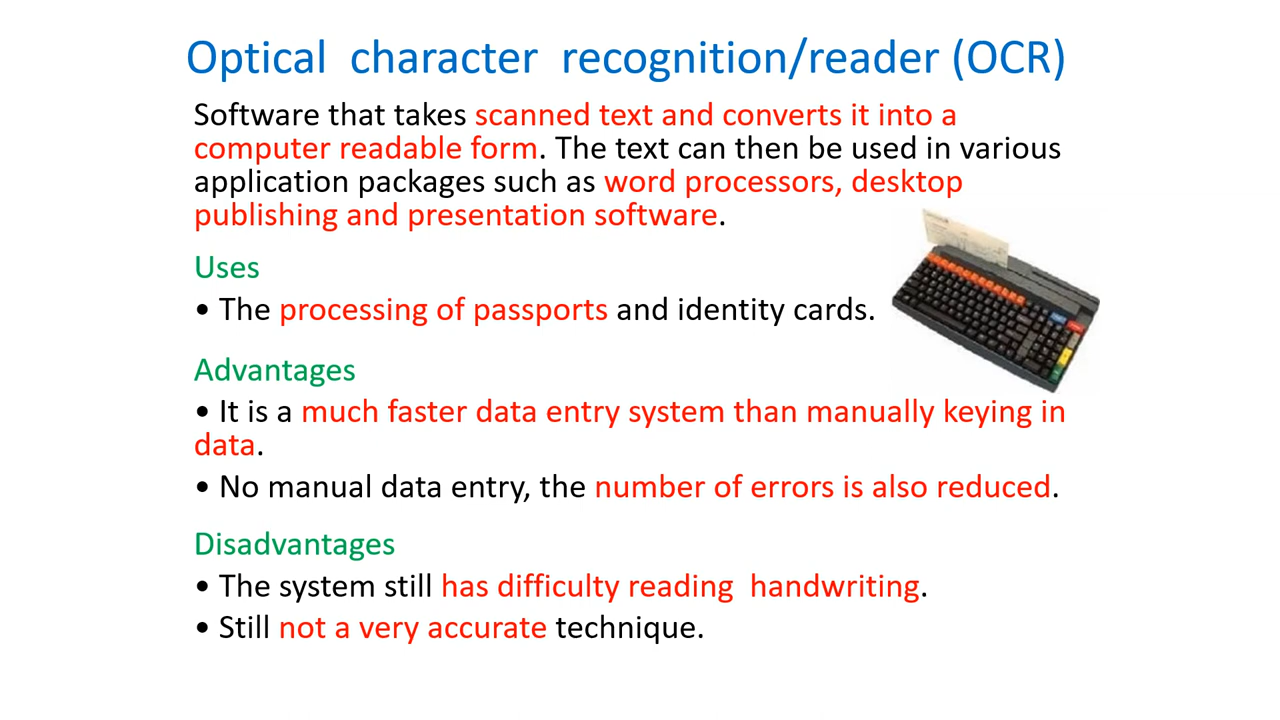 Optical character recognition/reader (OCR)
Software that takes scanned text and converts it into a
computer readable form. The text can then be used in various
application packages such as word processors, desktop
publishing and presentation software.
Uses
• The processing of passports and identity cards.
Advantages
• It is a much faster data entry system than manually keying in
data.
• No manual data entry, the number of errors is also reduced.
Disadvantages
• The system still has difficulty reading handwriting.
• Still not a very accurate technique.